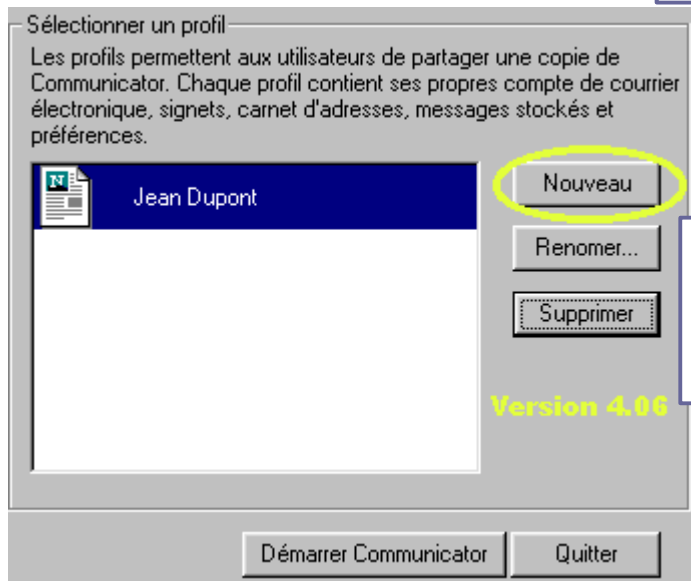 Sélectionner un profil
Les profils permettent aux utilisateurs de partager une copie de
Communicator. Chaque profil contient ses propres compte de courrier
électronique, signets, carnet d'adresses, messages stockés et
préférences.
N
Jean Dupont
Nouveau
Renomer...
Supprimer
Version 4.06
Démarrer Communicator
Quitter